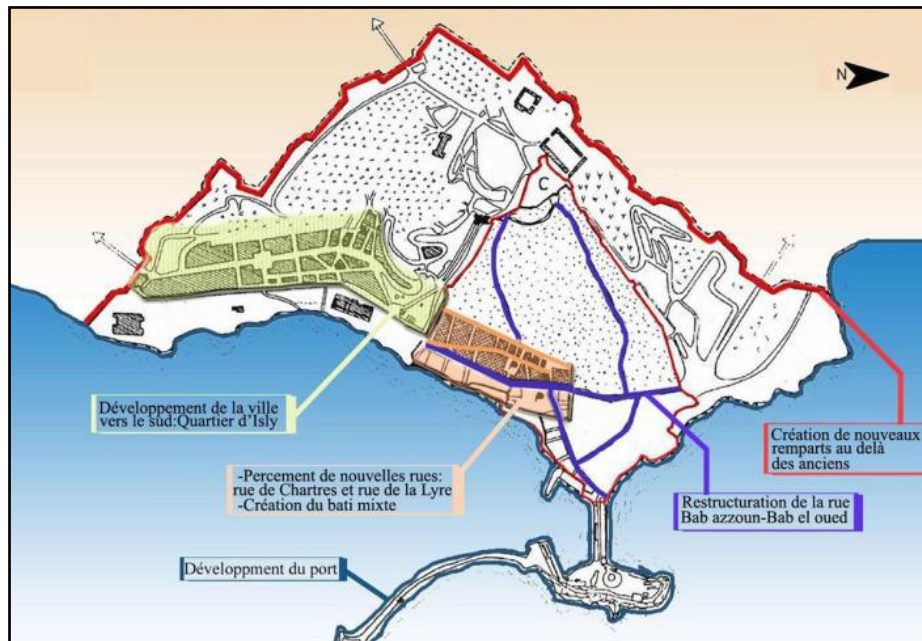 N
C
Développement de la ville
vers le sud:Quartier d'Isly
-Percement de nouvelles rues:
rue de Chartres et rue de la Lyre
-Création du bati mixte
Création de nouveaux
remparts au delà
des anciens
Restructuration de la rue
Bab azzoun-Bab el oued
Développment du port